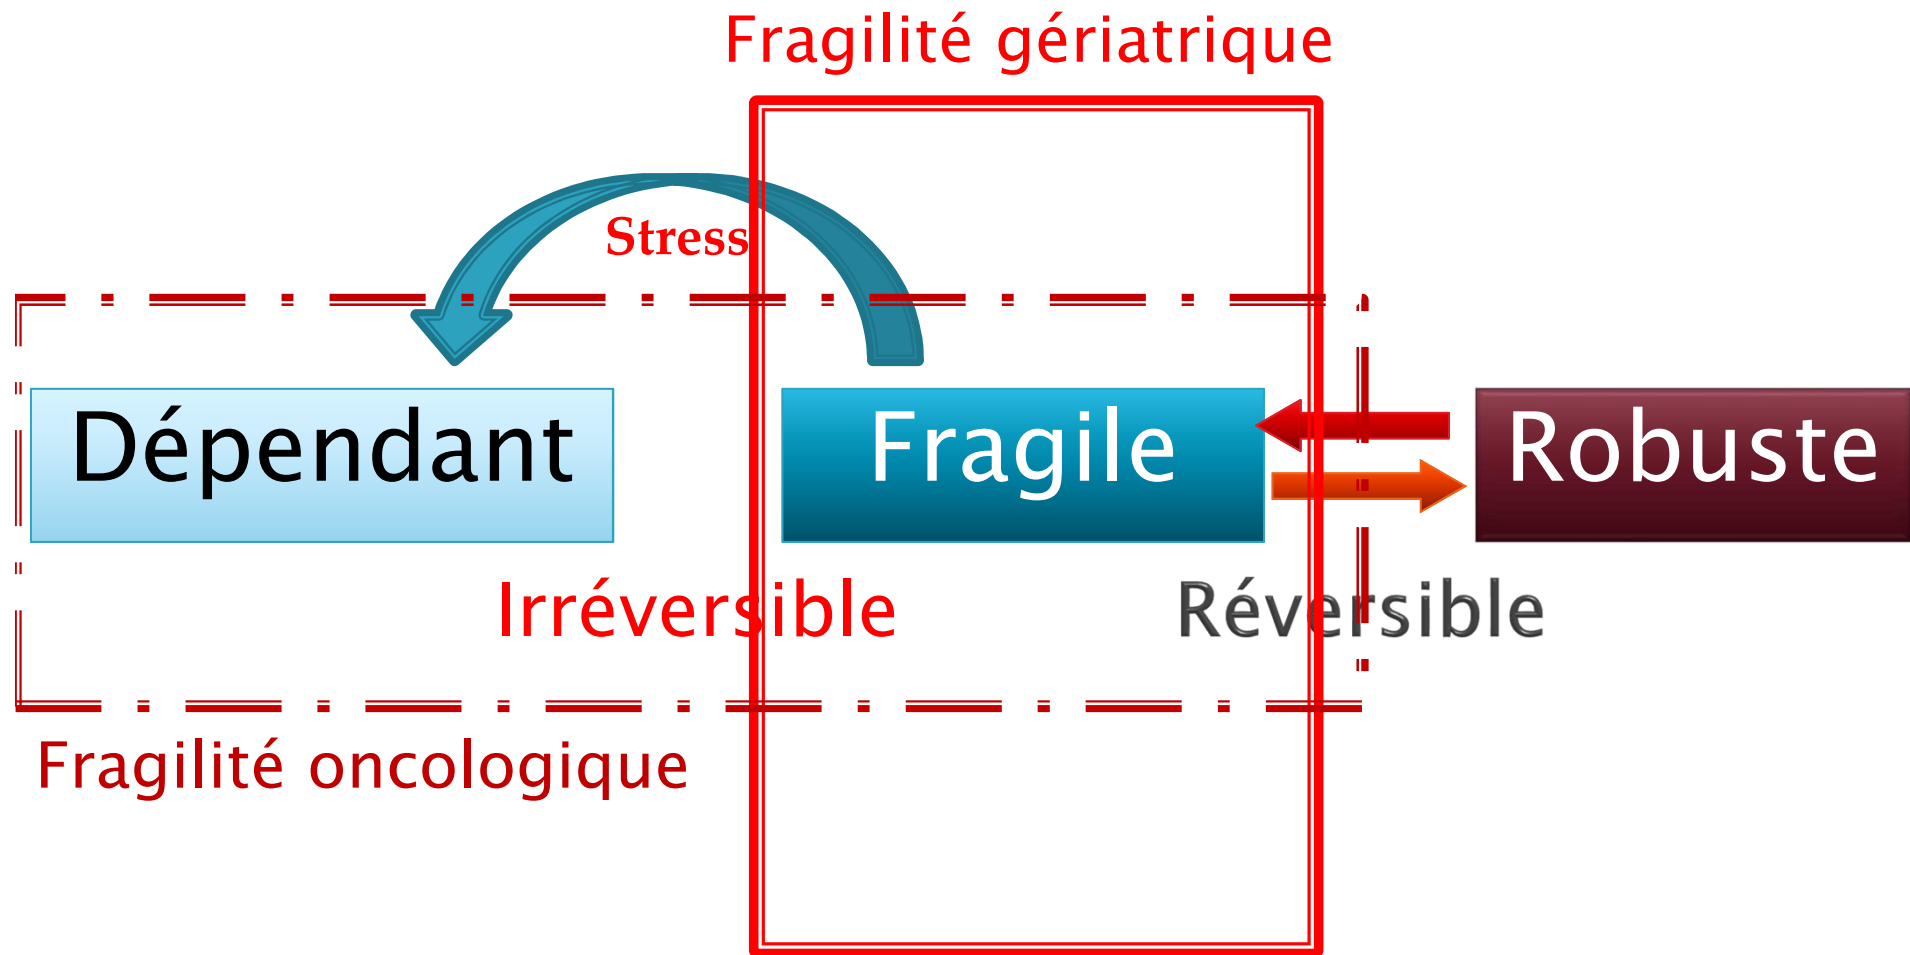 Fragilité gériatrique
Stress
Dépendant
Fragile
Robuste
Irréversible
Réversible
Fragilité oncologique